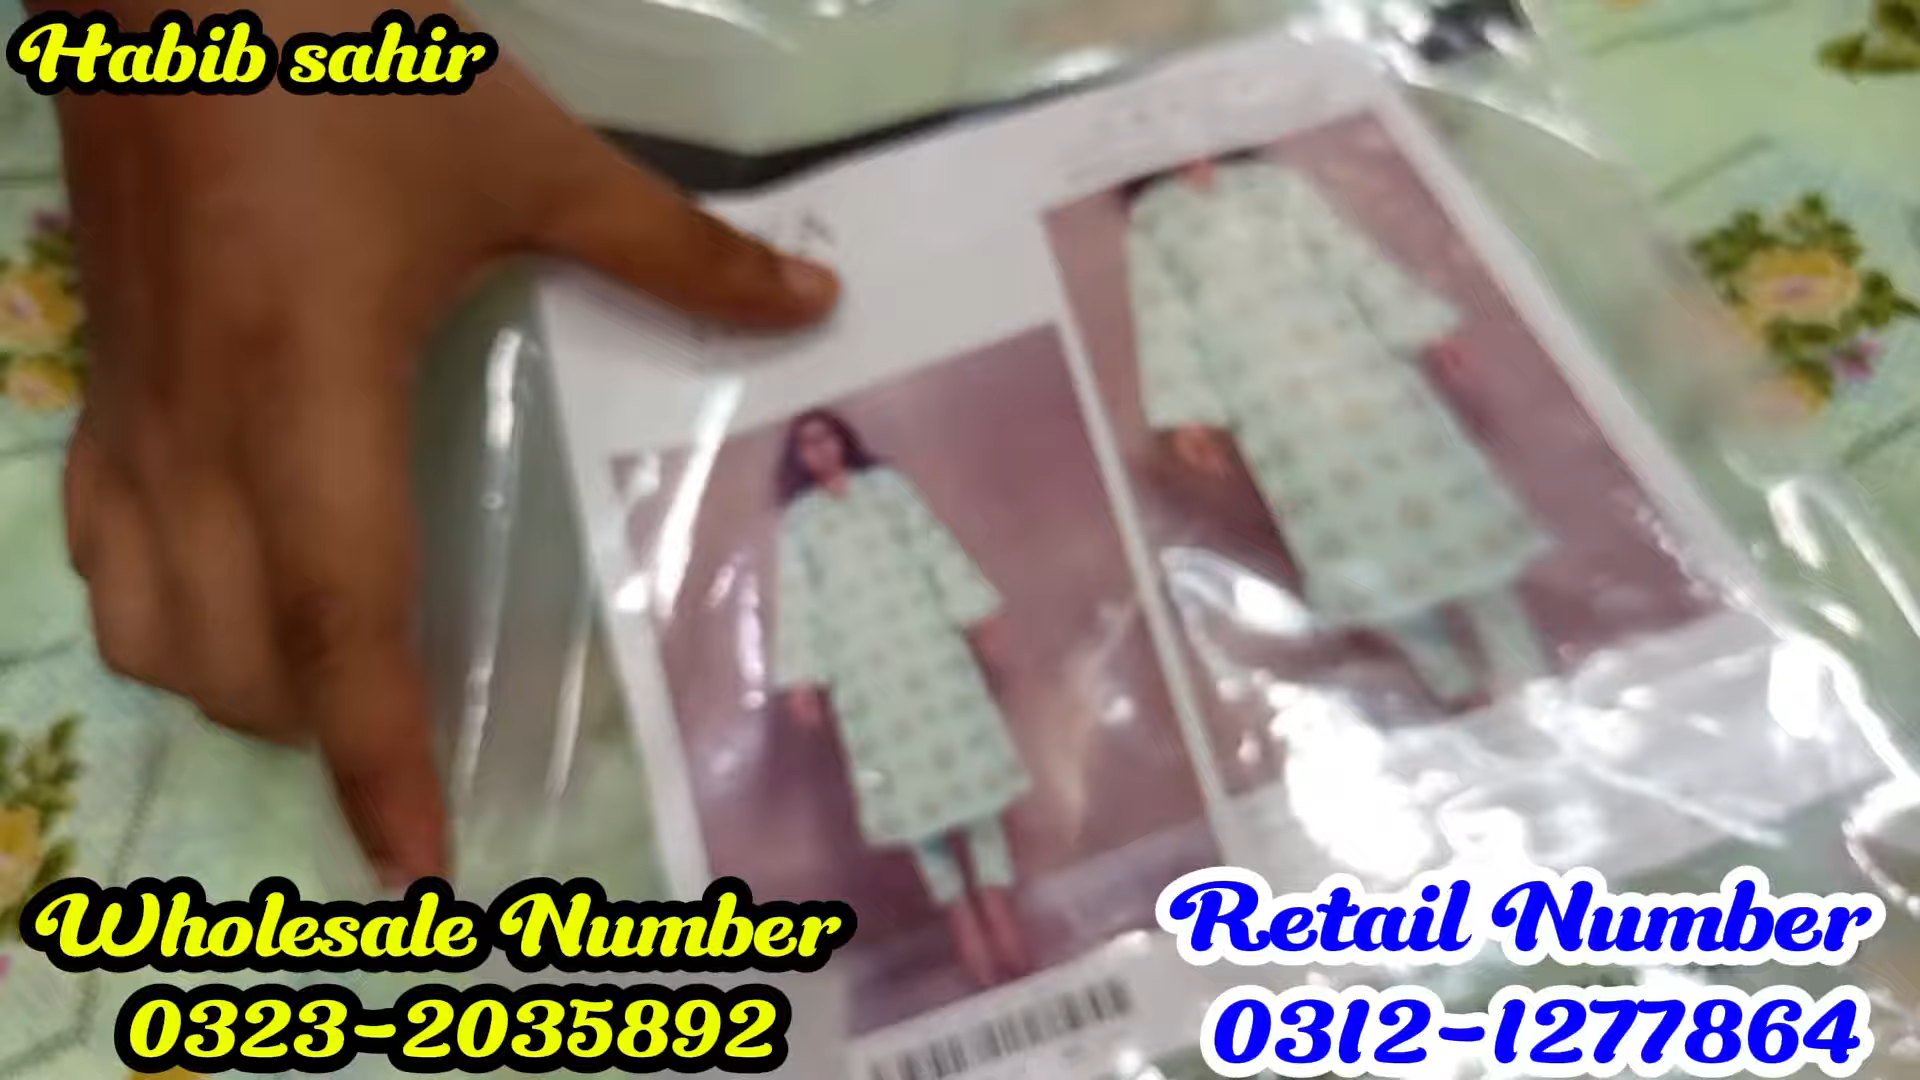 Habib sahir
Wholesale Number
0323-2035892
Retail Number
0312-1277864